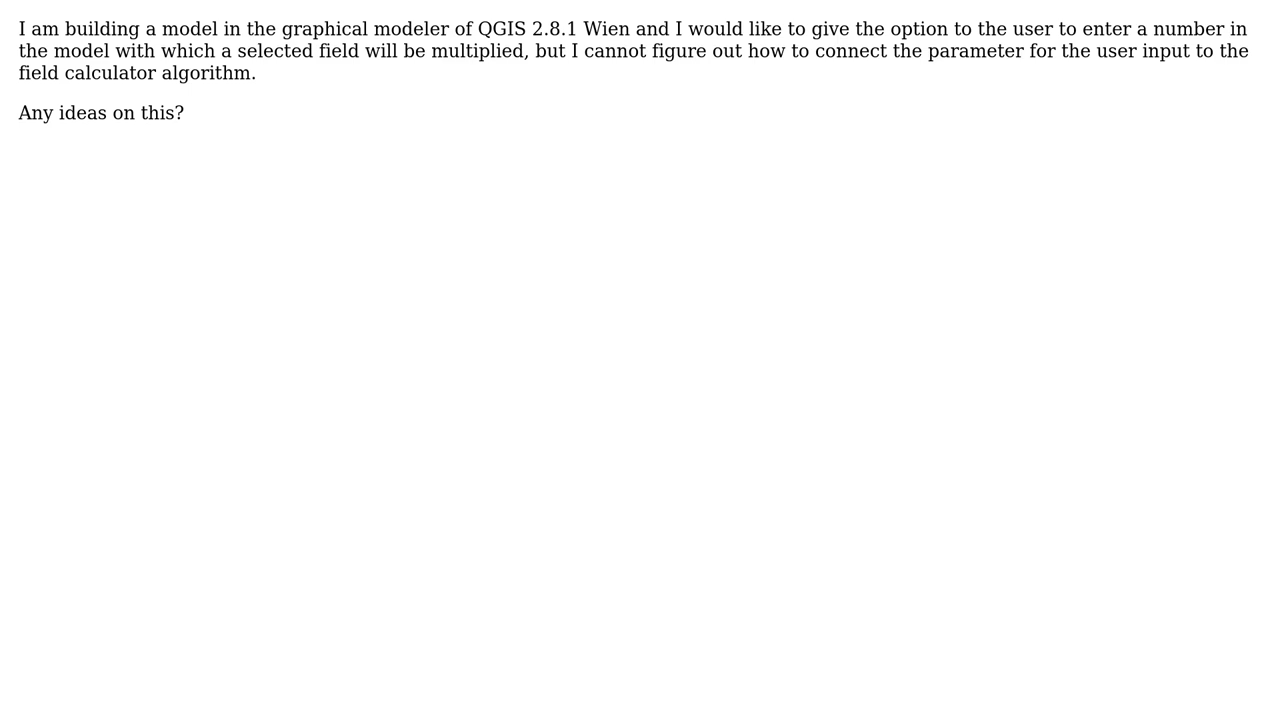 I am building a model in the graphical modeler of QGIS 2.8.1 Wien and I would like to give the option to the user to enter a number in
the model with which a selected field will be multiplied, but I cannot figure out how to connect the parameter for the user input to the
field calculator algorithm.
Any ideas on this?